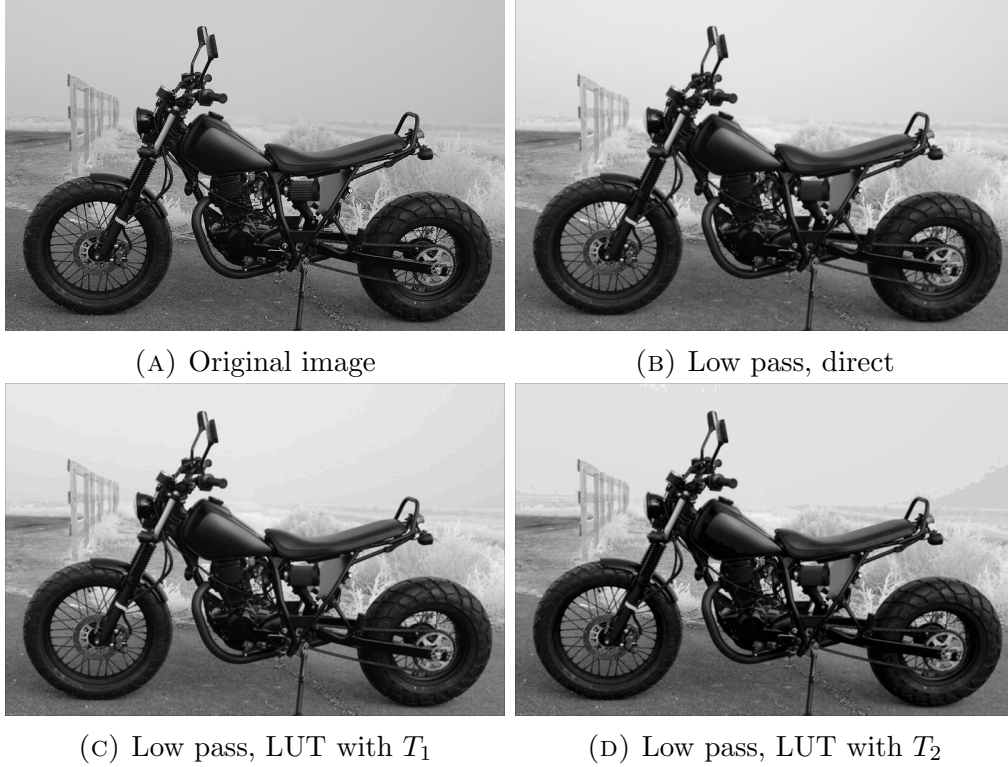 (A) Original image
(B) Low pass, direct
(C) Low pass, LUT with T₁
(D) Low pass, LUT with T₂